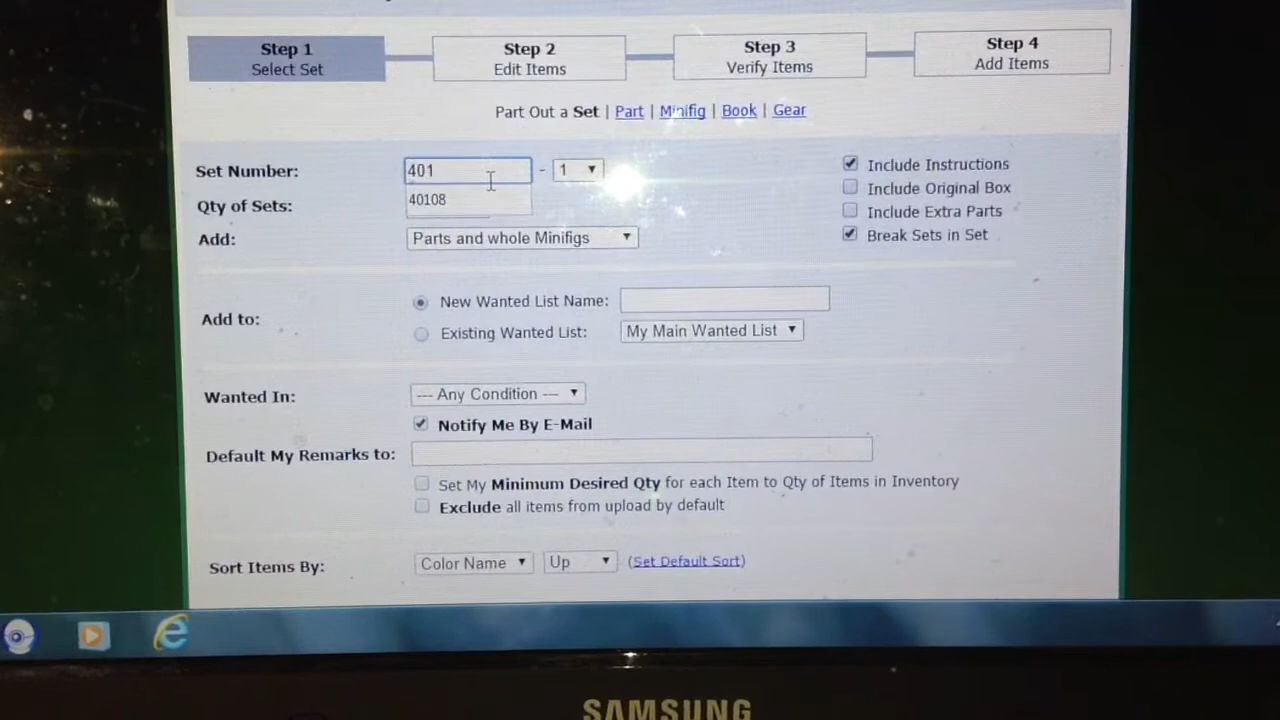 Step 1
Select Set
Step 2
Edit Items
Step 3
Verify Items
Step 4
Add Items
Part Out a Set | Part | Minifig | Book | Gear
Set Number: 401 - 1
40108
Qty of Sets:
Add: Parts and whole Minifigs
Include Instructions
Include Original Box
Include Extra Parts
Break Sets in Set
Add to:
New Wanted List Name:
Existing Wanted List: My Main Wanted List
Wanted In: --- Any Condition ---
Notify Me By E-Mail
Default My Remarks to:
Set My Minimum Desired Qty for each Item to Qty of Items in Inventory
Exclude all items from upload by default
Sort Items By: Color Name Up (Set Default Sort)
SAMSUNG